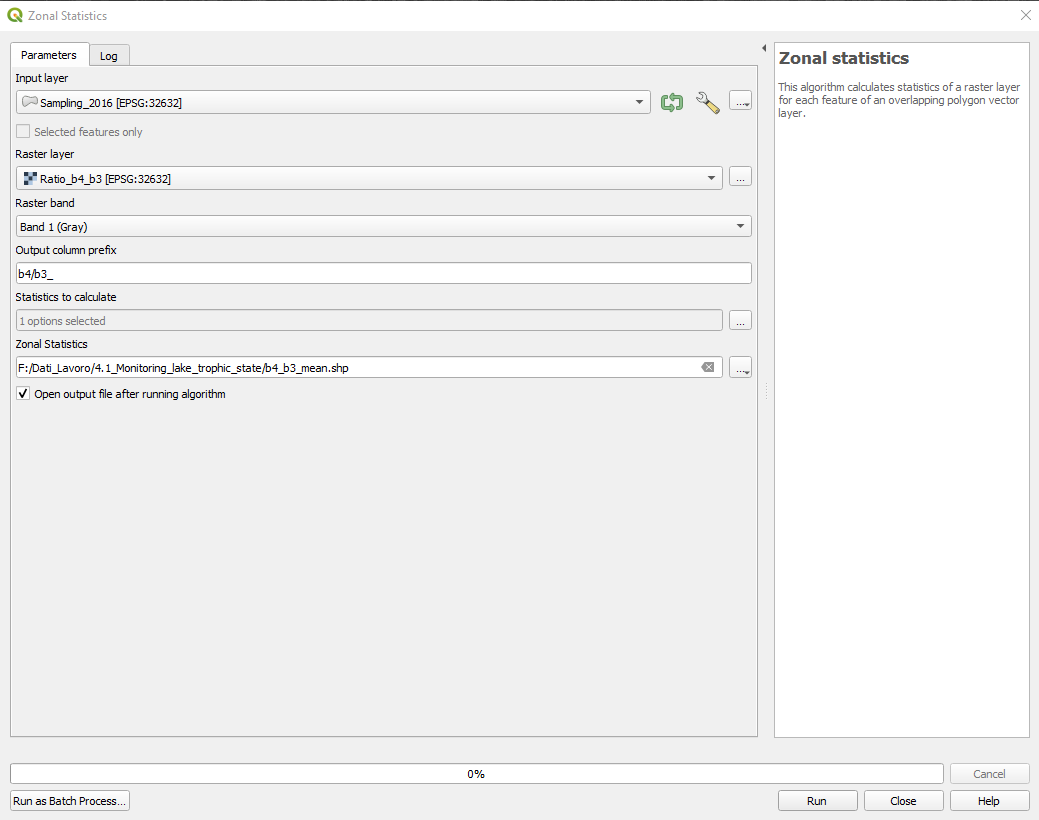 Zonal Statistics
Parameters
Log
Input layer
Sampling_2016 [EPSG:32632]
...
Selected features only
Raster layer
Ratio_b4_b3 [EPSG:32632]
...
Raster band
Band 1 (Gray)
Output column prefix
b4/b3_
Statistics to calculate
1 options selected
...
Zonal Statistics
F:/Dati_Lavoro/4.1_Monitoring_lake_trophic_state/b4_b3_mean.shp
...
Open output file after running algorithm
Zonal statistics
This algorithm calculates statistics of a raster layer
for each feature of an overlapping polygon vector
layer.
0%
Cancel
Run as Batch Process...
Run
Close
Help